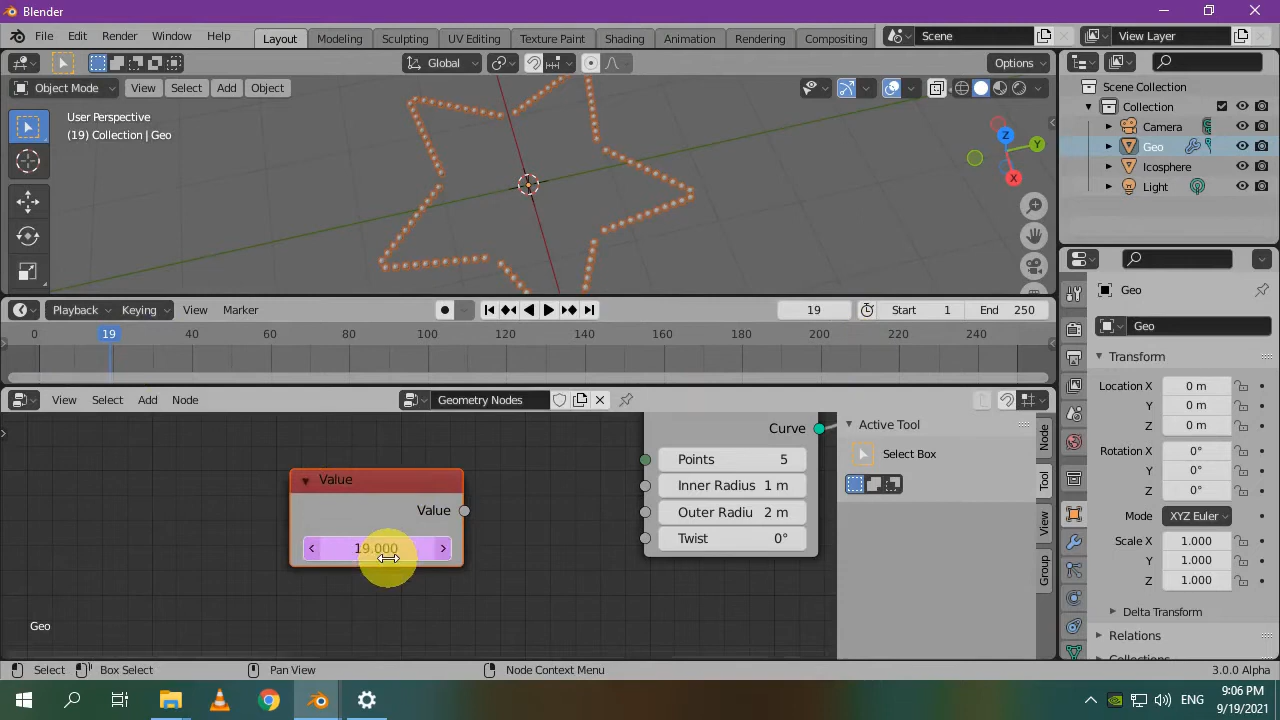 Blender
File Edit Render Window Help
Layout Modeling Sculpting UV Editing Texture Paint Shading Animation Rendering Compositing
Scene
View Layer
Global
Options
Object Mode View Select Add Object
User Perspective
(19) Collection | Geo
Z
Y
X
Scene Collection
Collection
Camera
Geo
Icosphere
Light
Playback Keying View Marker
19
Start 1
End 250
0 19 40 60 80 100 120 140 160 180 200 220 240
View Select Add Node
Geometry Nodes
Value
Value
19.000
Curve
Points 5
Inner Radius 1 m
Outer Radiu 2 m
Twist 0°
Geo
Active Tool
Select Box
Node
Tool
View
Group
Geo
Geo
Transform
Location X 0 m
Y 0 m
Z 0 m
Rotation X 0°
Y 0°
Z 0°
Mode XYZ Euler
Scale X 1.000
Y 1.000
Z 1.000
Delta Transform
Relations
Select Box Select Pan View Node Context Menu 3.0.0 Alpha
ENG
9:06 PM
9/19/2021